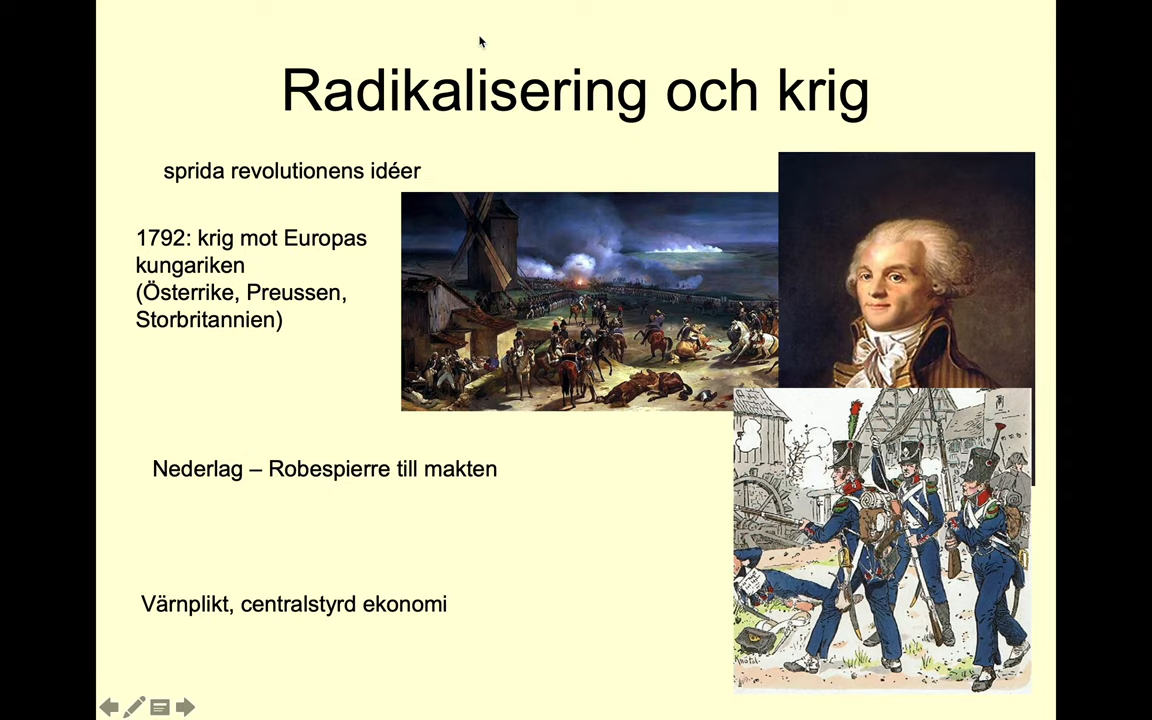 Radikalisering och krig
sprida revolutionens idéer
1792: krig mot Europas
kungariken
(Österrike, Preussen,
Storbritannien)
Nederlag – Robespierre till makten
Värnplikt, centralstyrd ekonomi